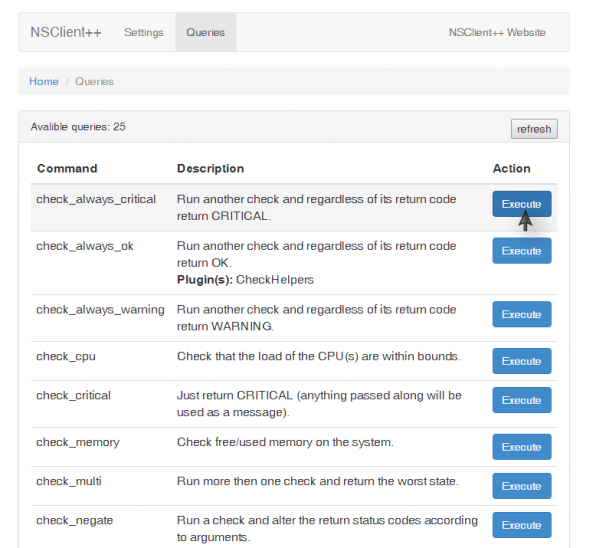 NSClient++ Settings Queries NSClient++ Website
Home / Queries
Avalible queries: 25 refresh
Command Description Action
check_always_critical Run another check and regardless of its return code Execute
return CRITICAL.
check_always_ok Run another check and regardless of its return code Execute
return OK.
Plugin(s): CheckHelpers
check_always_warning Run another check and regardless of its return code Execute
return WARNING.
check_cpu Check that the load of the CPU(s) are within bounds. Execute
check_critical Just return CRITICAL (anything passed along will be Execute
used as a message).
check_memory Check free/used memory on the system. Execute
check_multi Run more then one check and return the worst state. Execute
check_negate Run a check and alter the return status codes according Execute
to arguments.